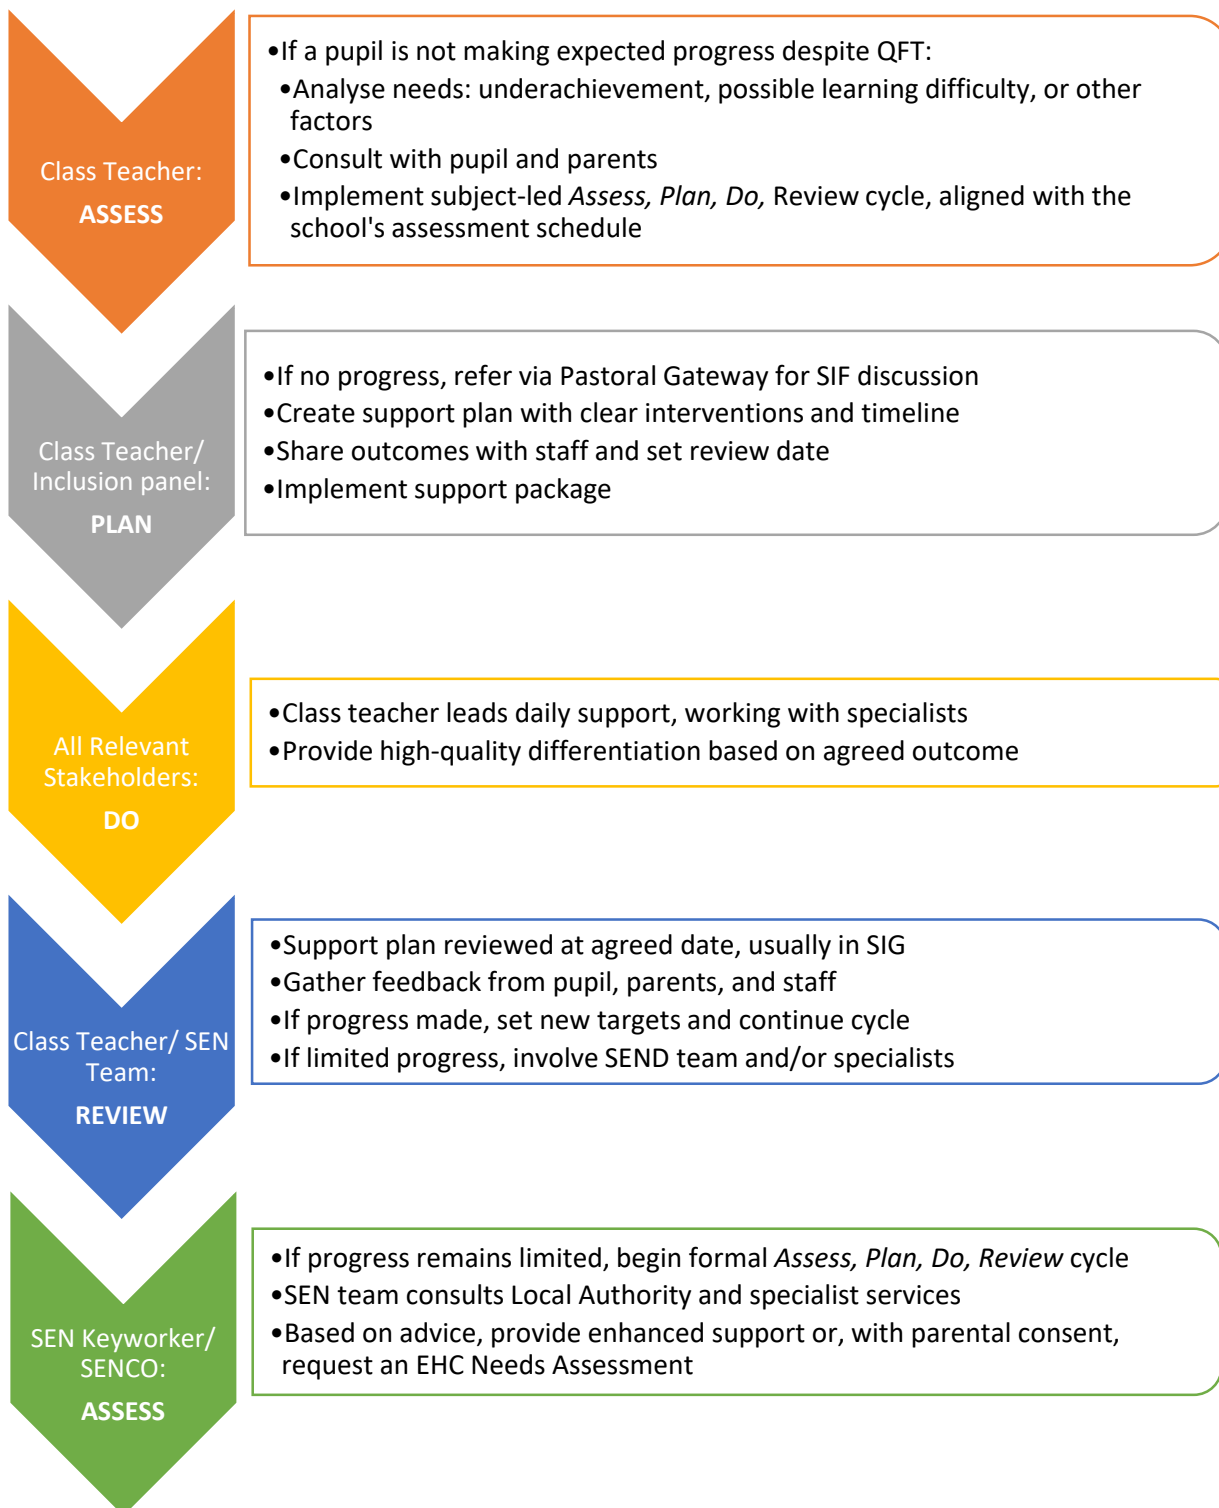 Class Teacher:
ASSESS
•If a pupil is not making expected progress despite QFT:
•Analyse needs: underachievement, possible learning difficulty, or other
factors
•Consult with pupil and parents
•Implement subject-led Assess, Plan, Do, Review cycle, aligned with the
school's assessment schedule
Class Teacher/
Inclusion panel:
PLAN
•If no progress, refer via Pastoral Gateway for SIF discussion
•Create support plan with clear interventions and timeline
•Share outcomes with staff and set review date
•Implement support package
All Relevant
Stakeholders:
DO
•Class teacher leads daily support, working with specialists
•Provide high-quality differentiation based on agreed outcome
Class Teacher/ SEN
Team:
REVIEW
•Support plan reviewed at agreed date, usually in SIG
•Gather feedback from pupil, parents, and staff
•If progress made, set new targets and continue cycle
•If limited progress, involve SEND team and/or specialists
SEN Keyworker/
SENCO:
ASSESS
•If progress remains limited, begin formal Assess, Plan, Do, Review cycle
•SEN team consults Local Authority and specialist services
•Based on advice, provide enhanced support or, with parental consent,
request an EHC Needs Assessment